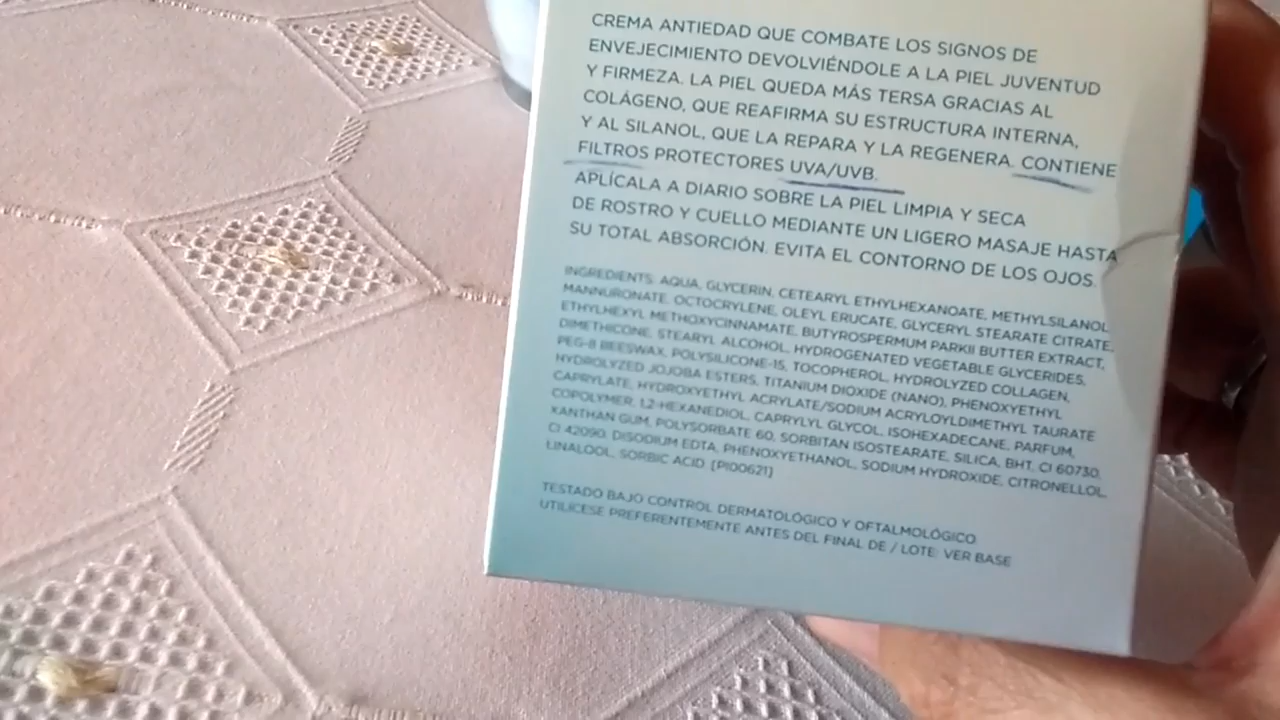 CREMA ANTIEDAD QUE COMBATE LOS SIGNOS DE
ENVEJECIMIENTO DEVOLVIÉNDOLE A LA PIEL JUVENTUD
Y FIRMEZA. LA PIEL QUEDA MÁS TERSA GRACIAS AL
COLÁGENO, QUE REAFIRMA SU ESTRUCTURA INTERNA,
Y AL SILANOL, QUE LA REPARA Y LA REGENERA. CONTIENE
FILTROS PROTECTORES UVA/UVB.
APLÍCALA A DIARIO SOBRE LA PIEL LIMPIA Y SECA
DE ROSTRO Y CUELLO MEDIANTE UN LIGERO MASAJE HASTA
SU TOTAL ABSORCIÓN. EVITA EL CONTORNO DE LOS OJOS.
INGREDIENTS: AQUA, GLYCERIN, CETEARYL ETHYLHEXANOATE, METHYLSILANOL
MANNURONATE, OCTOCRYLENE, OLEYL ERUCATE, GLYCERYL STEARATE CITRATE,
ETHYLHEXYL METHOXYCINNAMATE, BUTYROSPERMUM PARKII BUTTER EXTRACT,
DIMETHICONE, STEARYL ALCOHOL, HYDROGENATED VEGETABLE GLYCERIDES,
PEG-8 BEESWAX, POLYSILICONE-15, TOCOPHEROL, HYDROLYZED COLLAGEN,
HYDROLYZED JOJOBA ESTERS, TITANIUM DIOXIDE (NANO), PHENOXYETHYL
CAPRYLATE, HYDROXYETHYL ACRYLATE/SODIUM ACRYLOYLDIMETHYL TAURATE
COPOLYMER, 1,2-HEXANEDIOL, CAPRYLYL GLYCOL, ISOHEXADECANE, PARFUM,
XANTHAN GUM, POLYSORBATE 60, SORBITAN ISOSTEARATE, SILICA, BHT, CI 60730,
CI 42090, DISODIUM EDTA, PHENOXYETHANOL, SODIUM HYDROXIDE, CITRONELLOL,
LINALOOL, SORBIC ACID. [PI00621]
TESTADO BAJO CONTROL DERMATOLÓGICO Y OFTALMOLÓGICO
UTILÍCESE PREFERENTEMENTE ANTES DEL FINAL DE / LOTE: VER BASE